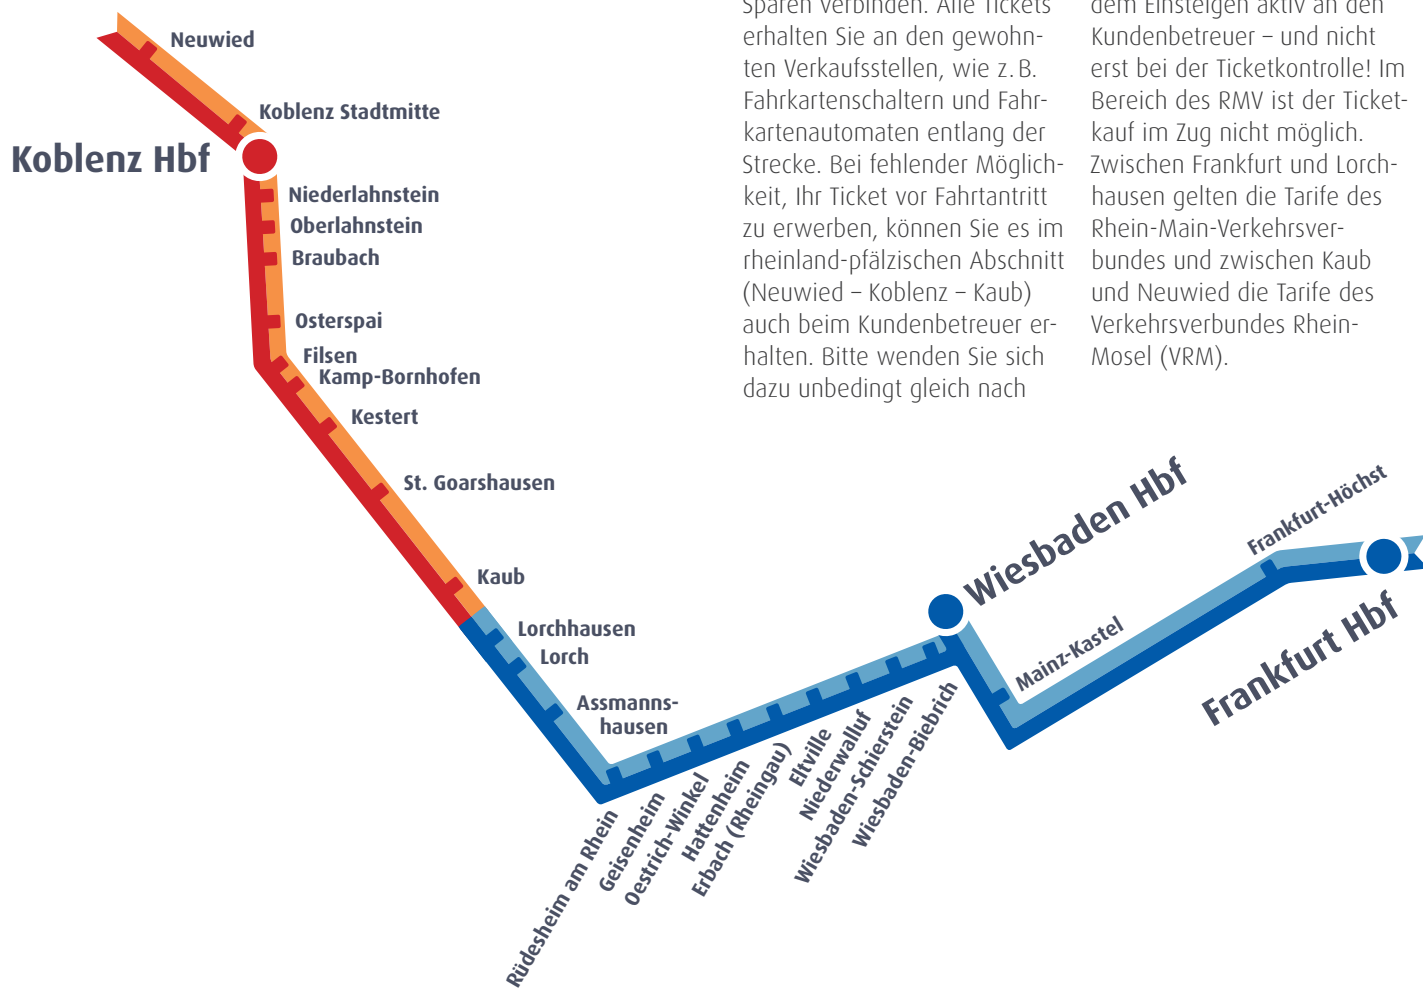 Sparen verbinden. Alle Tickets
erhalten Sie an den gewohn-
ten Verkaufsstellen, wie z. B.
Fahrkartenschaltern und Fahr-
kartenautomaten entlang der
Strecke. Bei fehlender Möglich-
keit, Ihr Ticket vor Fahrtantritt
zu erwerben, können Sie es im
rheinland-pfälzischen Abschnitt
(Neuwied – Koblenz – Kaub)
auch beim Kundenbetreuer er-
halten. Bitte wenden Sie sich
dazu unbedingt gleich nach
dem Einsteigen aktiv an den
Kundenbetreuer – und nicht
erst bei der Ticketkontrolle! Im
Bereich des RMV ist der Ticket-
kauf im Zug nicht möglich.
Zwischen Frankfurt und Lorch-
hausen gelten die Tarife des
Rhein-Main-Verkehrsver-
bundes und zwischen Kaub
und Neuwied die Tarife des
Verkehrsverbundes Rhein-
Mosel (VRM).
Neuwied
Koblenz Stadtmitte
Koblenz Hbf
Niederlahnstein
Oberlahnstein
Braubach
Osterspai
Filsen
Kamp-Bornhofen
Kestert
St. Goarshausen
Kaub
Lorchhausen
Lorch
Assmanns-
hausen
Rüdesheim am Rhein
Geisenheim
Oestrich-Winkel
Hattenheim
Erbach (Rheingau)
Eltville
Niederwalluf
Wiesbaden-Schierstein
Wiesbaden-Biebrich
Wiesbaden Hbf
Mainz-Kastel
Frankfurt-Höchst
Frankfurt Hbf